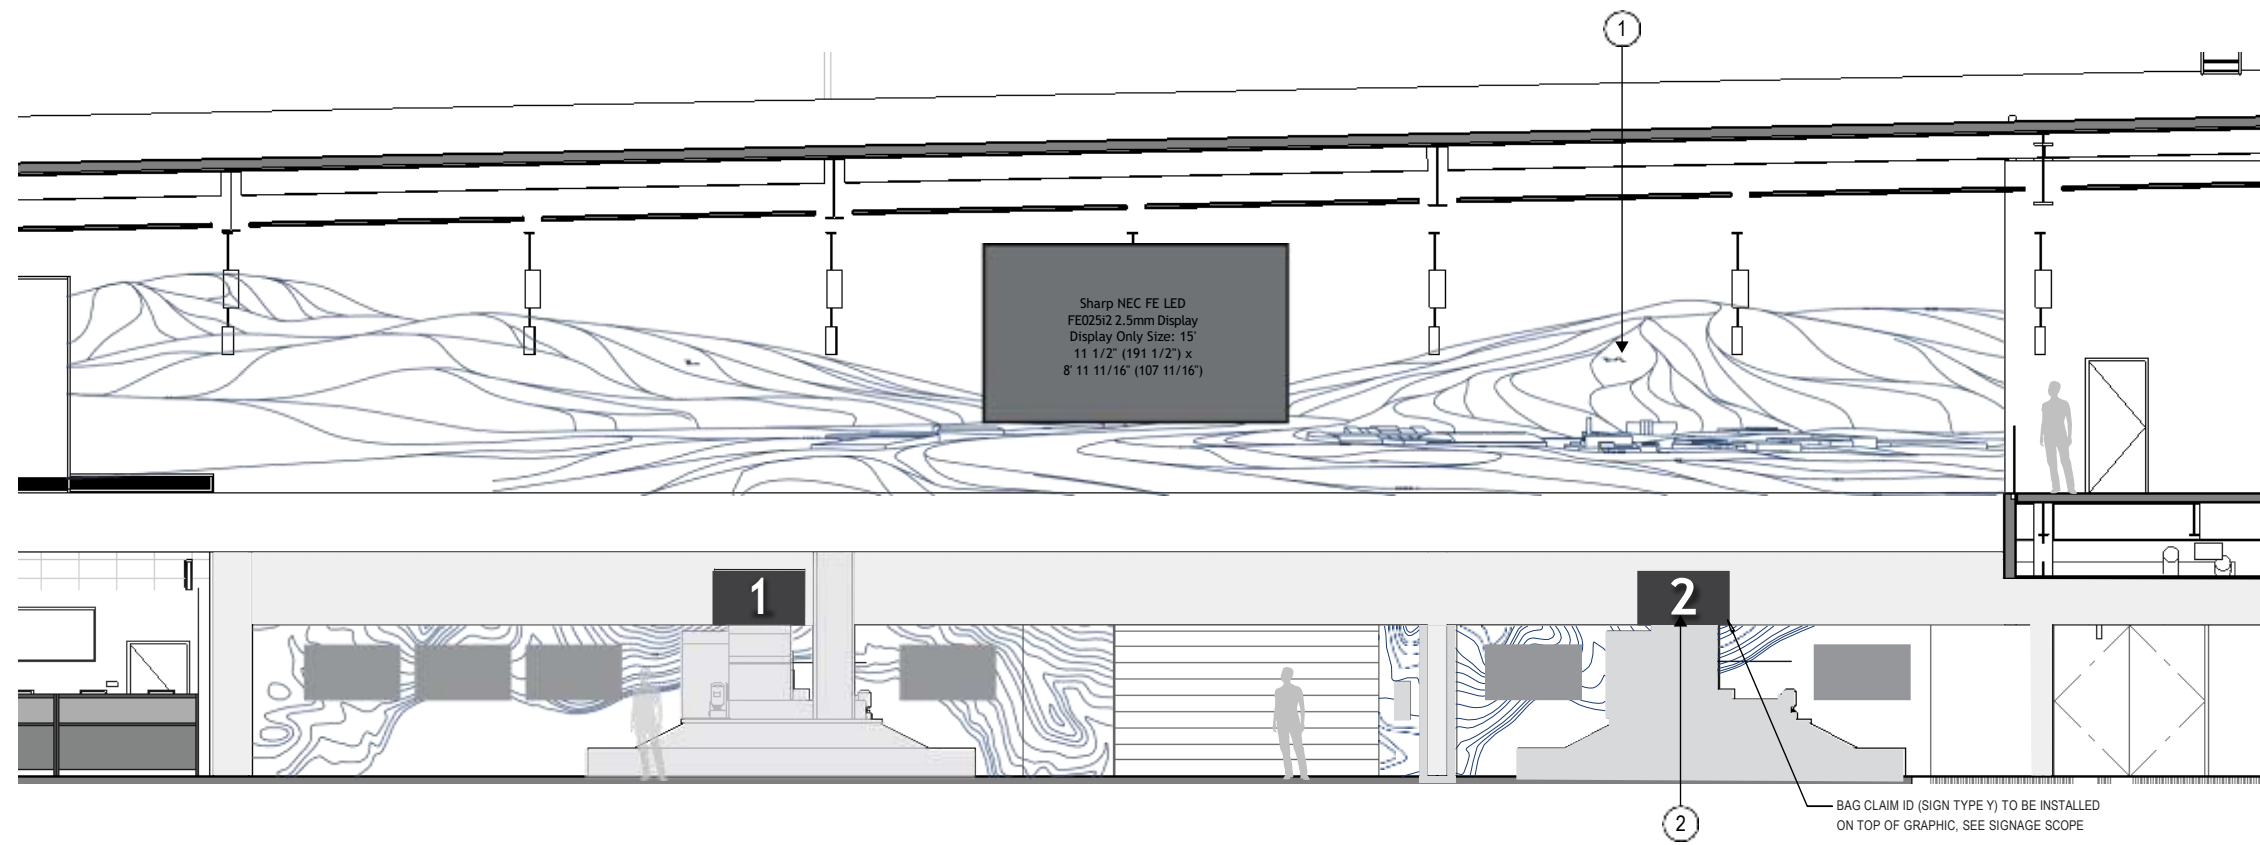 1
Sharp NEC FE LED
FE025i2 2.5mm Display
Display Only Size: 15'
11 1/2" (191 1/2") x
8' 11 11/16" (107 11/16")
1
2
2
BAG CLAIM ID (SIGN TYPE Y) TO BE INSTALLED
ON TOP OF GRAPHIC, SEE SIGNAGE SCOPE